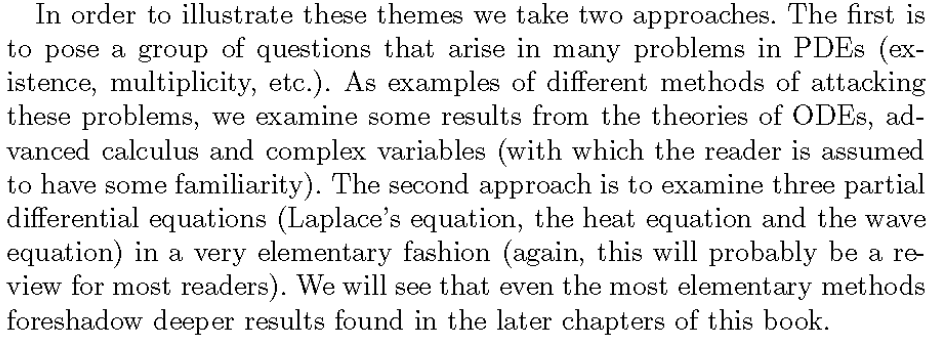 In order to illustrate these themes we take two approaches. The first is
to pose a group of questions that arise in many problems in PDEs (ex-
istence, multiplicity, etc.). As examples of different methods of attacking
these problems, we examine some results from the theories of ODEs, ad-
vanced calculus and complex variables (with which the reader is assumed
to have some familiarity). The second approach is to examine three partial
differential equations (Laplace's equation, the heat equation and the wave
equation) in a very elementary fashion (again, this will probably be a re-
view for most readers). We will see that even the most elementary methods
foreshadow deeper results found in the later chapters of this book.